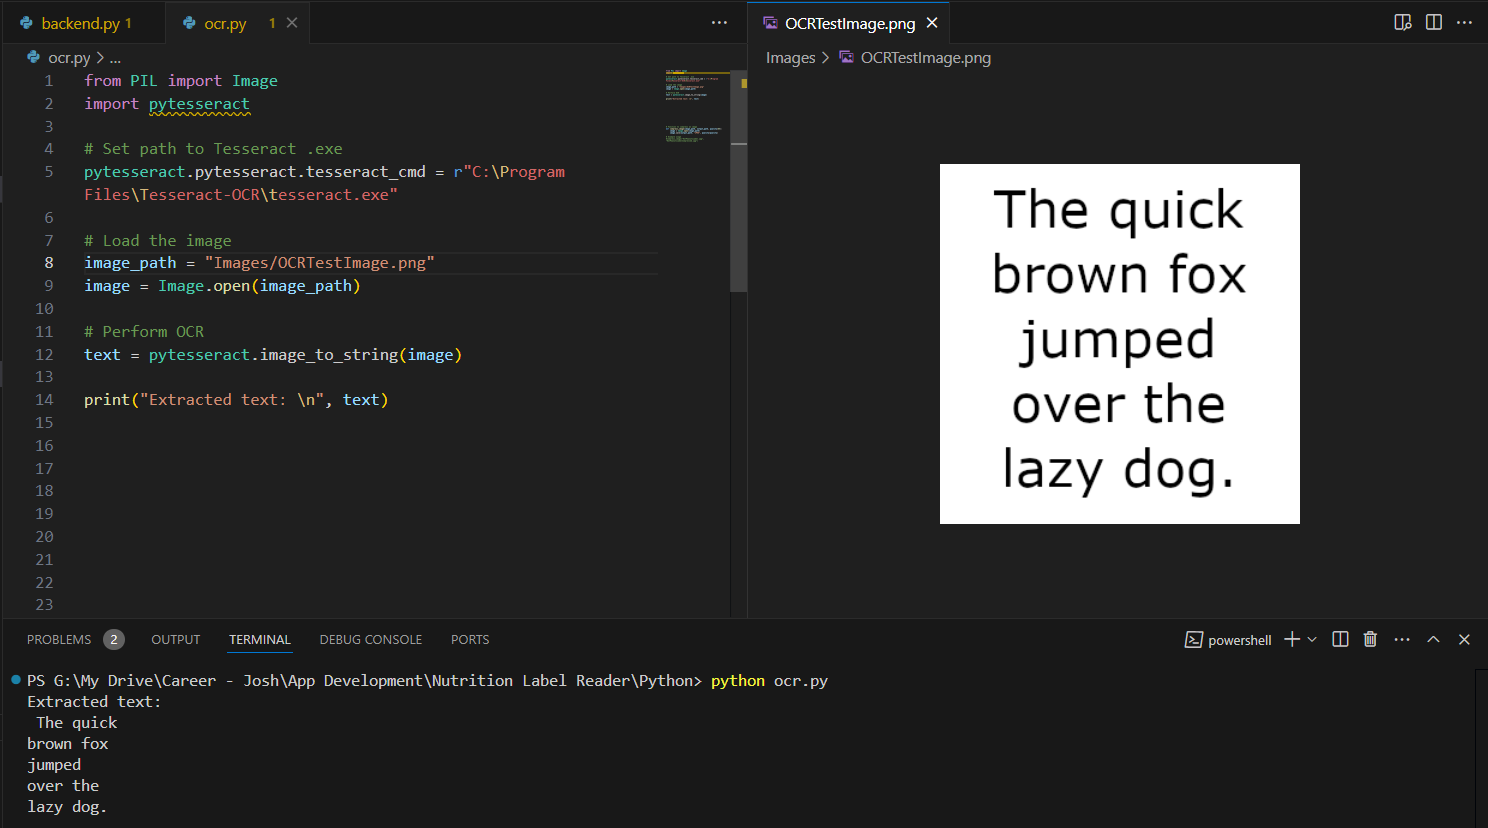 backend.py 1
ocr.py 1
ocr.py > ...
1 from PIL import Image
2 import pytesseract
3
4 # Set path to Tesseract .exe
5 pytesseract.pytesseract.tesseract_cmd = r"C:\Program
Files\Tesseract-OCR\tesseract.exe"
6
7 # Load the image
8 image_path = "Images/OCRTestImage.png"
9 image = Image.open(image_path)
10
11 # Perform OCR
12 text = pytesseract.image_to_string(image)
13
14 print("Extracted text: \n", text)
15
16
17
18
19
20
21
22
23
OCRTestImage.png
Images > OCRTestImage.png
The quick
brown fox
jumped
over the
lazy dog.
PROBLEMS 2 OUTPUT TERMINAL DEBUG CONSOLE PORTS
powershell
PS G:\My Drive\Career - Josh\App Development\Nutrition Label Reader\Python> python ocr.py
Extracted text:
 The quick
brown fox
jumped
over the
lazy dog.